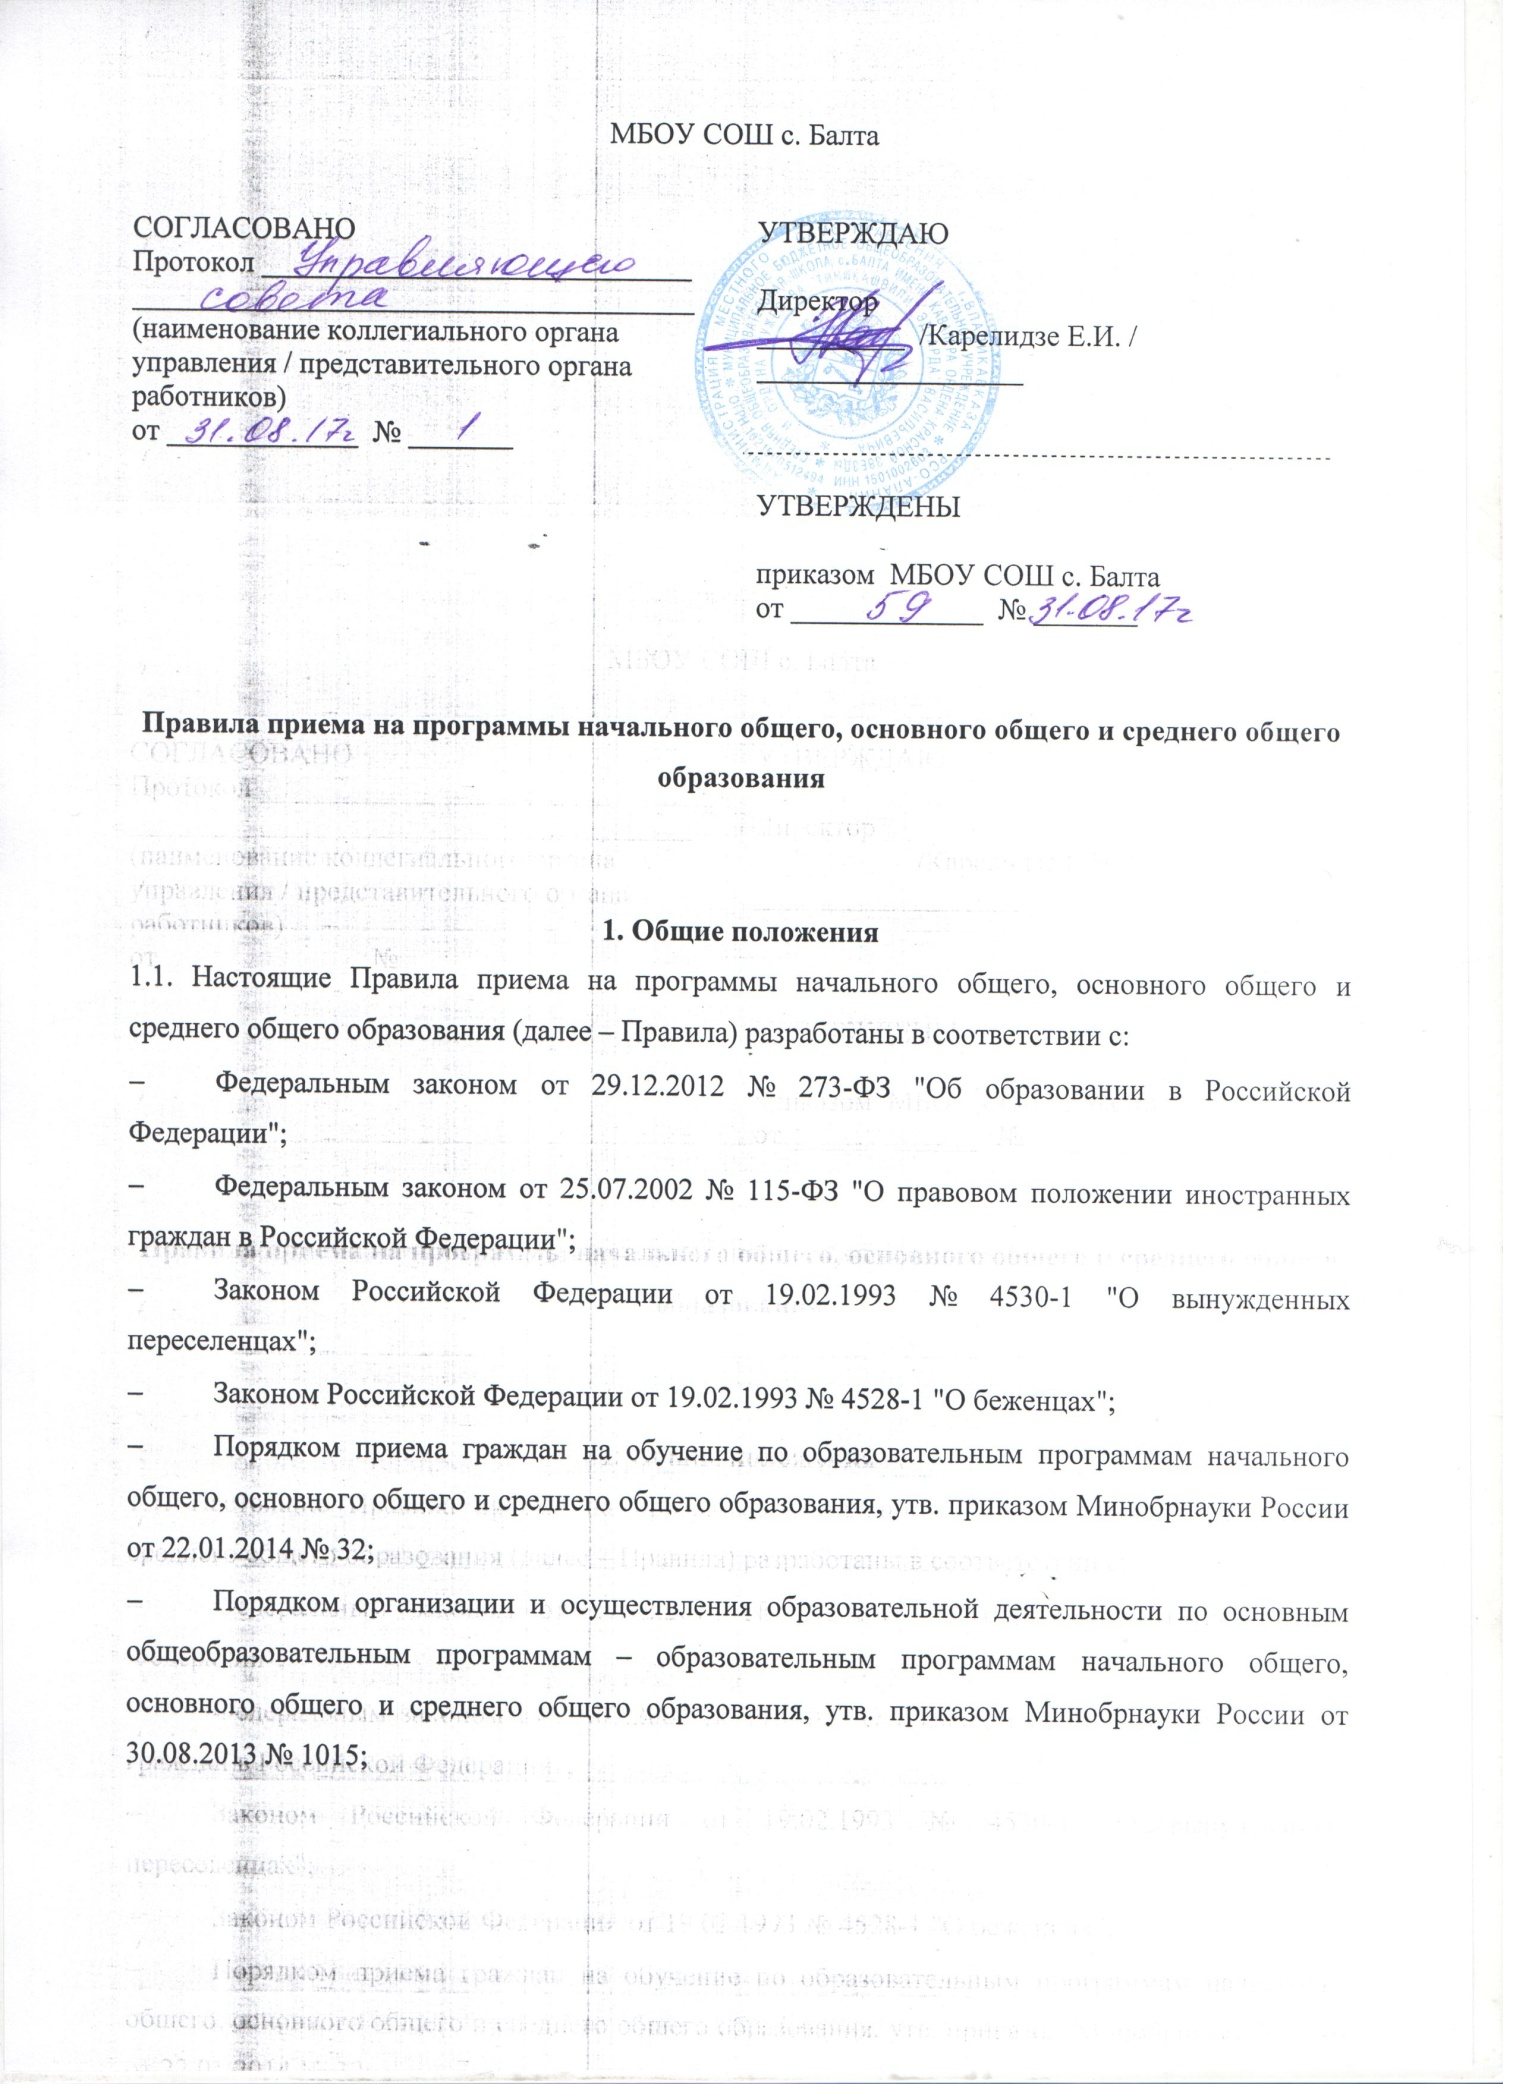 МБОУ СОШ с. Балта
СОГЛАСОВАНО
Протокол Управляющего
совета
(наименование коллегиального органа
управления / представительного органа
работников)
от 31.08.17г № 1
УТВЕРЖДАЮ
Директор
/Карелидзе Е.И. /
УТВЕРЖДЕНЫ
приказом МБОУ СОШ с. Балта
от 59 № 31.08.17г
Правила приема на программы начального общего, основного общего и среднего общего
образования
1. Общие положения
1.1. Настоящие Правила приема на программы начального общего, основного общего и
среднего общего образования (далее – Правила) разработаны в соответствии с:
– Федеральным законом от 29.12.2012 № 273-ФЗ "Об образовании в Российской
Федерации";
– Федеральным законом от 25.07.2002 № 115-ФЗ "О правовом положении иностранных
граждан в Российской Федерации";
– Законом Российской Федерации от 19.02.1993 № 4530-1 "О вынужденных
переселенцах";
– Законом Российской Федерации от 19.02.1993 № 4528-1 "О беженцах";
– Порядком приема граждан на обучение по образовательным программам начального
общего, основного общего и среднего общего образования, утв. приказом Минобрнауки России
от 22.01.2014 № 32;
– Порядком организации и осуществления образовательной деятельности по основным
общеобразовательным программам – образовательным программам начального общего,
основного общего и среднего общего образования, утв. приказом Минобрнауки России от
30.08.2013 № 1015;